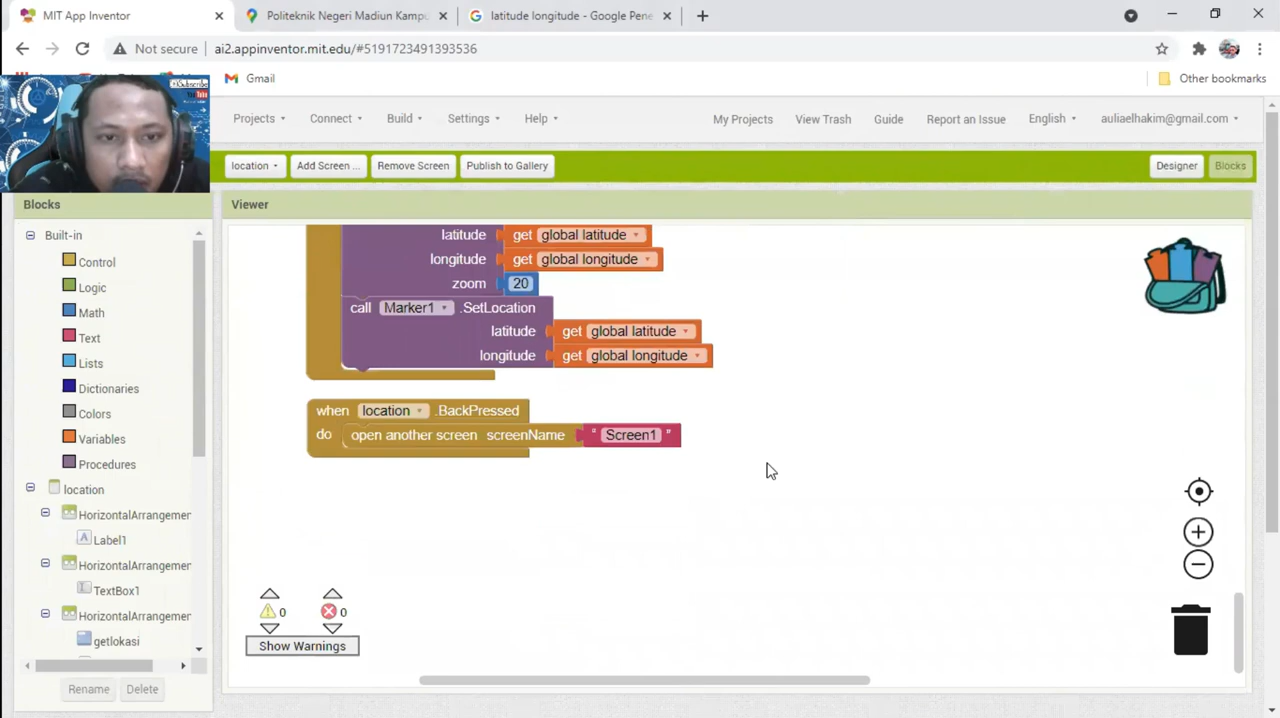 MIT App Inventor
Politeknik Negeri Madiun Kampu
latitude longitude - Google Pene
Not secure
ai2.appinventor.mit.edu/#5191723491393536
Gmail
Other bookmarks
Subscribe
Projects
Connect
Build
Settings
Help
My Projects
View Trash
Guide
Report an Issue
English
auliaelhakim@gmail.com
location
Add Screen ...
Remove Screen
Publish to Gallery
Designer
Blocks
Blocks
Viewer
Built-in
Control
Logic
Math
Text
Lists
Dictionaries
Colors
Variables
Procedures
location
HorizontalArrangemer
Label1
HorizontalArrangemer
TextBox1
HorizontalArrangemer
getlokasi
Rename
Delete
latitude get global latitude
longitude get global longitude
zoom 20
call Marker1 .SetLocation
latitude get global latitude
longitude get global longitude
when location .BackPressed
do open another screen screenName " Screen1 "
0
0
Show Warnings